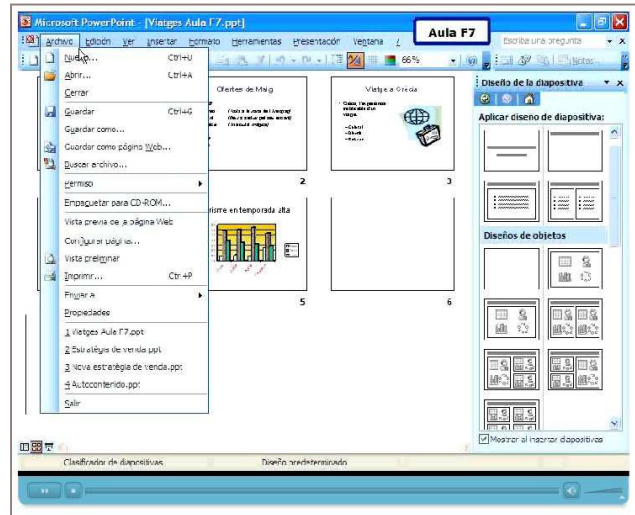 Microsoft PowerPoint - [Viatges Aula F7.ppt]
Aula F7
Archivo Edición Ver Insertar Formato Herramientas Presentación Ventana
Escriba una pregunta
66%
Notas...
Nuevo... Ctrl+U
Abrir... Ctrl+A
Cerrar
Guardar Ctrl+G
Guardar como...
Guardar como página Web...
Buscar archivo...
Permiso
Empaquetar para CD-ROM...
Vista previa de la página Web
Configurar página...
Vista preliminar
Imprimir... Ctrl+P
Enviar a
Propiedades
1 Viatges Aula F7.ppt
2 Estratègia de venda.ppt
3 Nova estratègia de venda.ppt
4 Autocontenido.ppt
Salir
Ofertes de Maig
2
Viatge a Grècia
3
en temporada alta
5
6
Diseño de la diapositiva
Aplicar diseño de diapositiva:
Diseños de objetos
Mostrar al insertar diapositivas
Clasificador de diapositivas
Diseño predeterminado